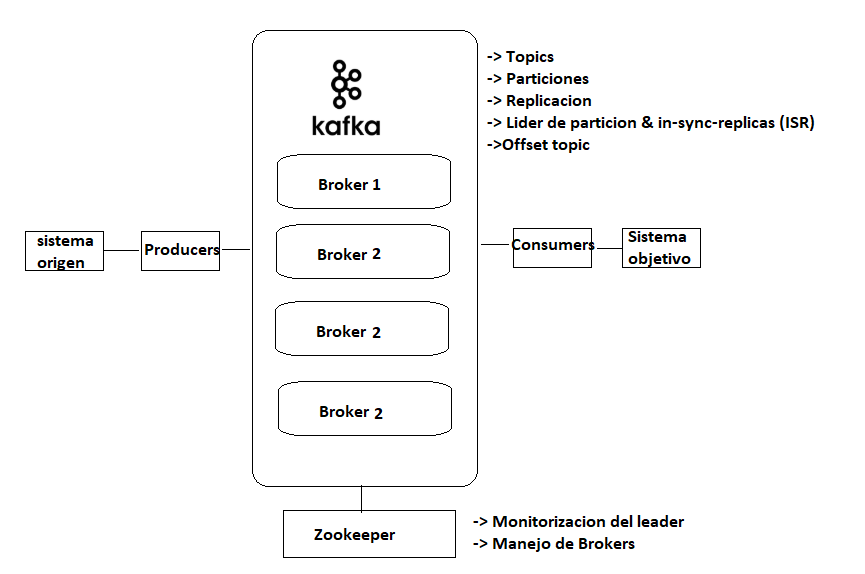 kafka
-> Topics
-> Particiones
-> Replicacion
-> Lider de particion & in-sync-replicas (ISR)
->Offset topic
Broker 1
Broker 2
Broker 2
Broker 2
sistema
origen
Producers
Consumers
Sistema
objetivo
Zookeeper
-> Monitorizacion del leader
-> Manejo de Brokers